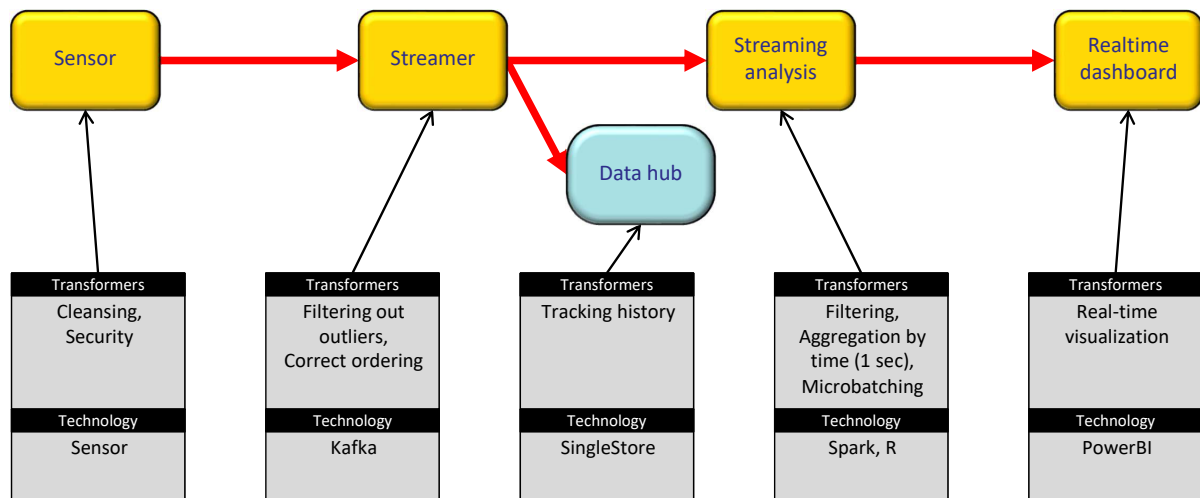 Sensor
Streamer
Streaming
analysis
Realtime
dashboard
Data hub
Transformers
Cleansing,
Security
Technology
Sensor
Transformers
Filtering out
outliers,
Correct ordering
Technology
Kafka
Transformers
Tracking history
Technology
SingleStore
Transformers
Filtering,
Aggregation by
time (1 sec),
Microbatching
Technology
Spark, R
Transformers
Real-time
visualization
Technology
PowerBI